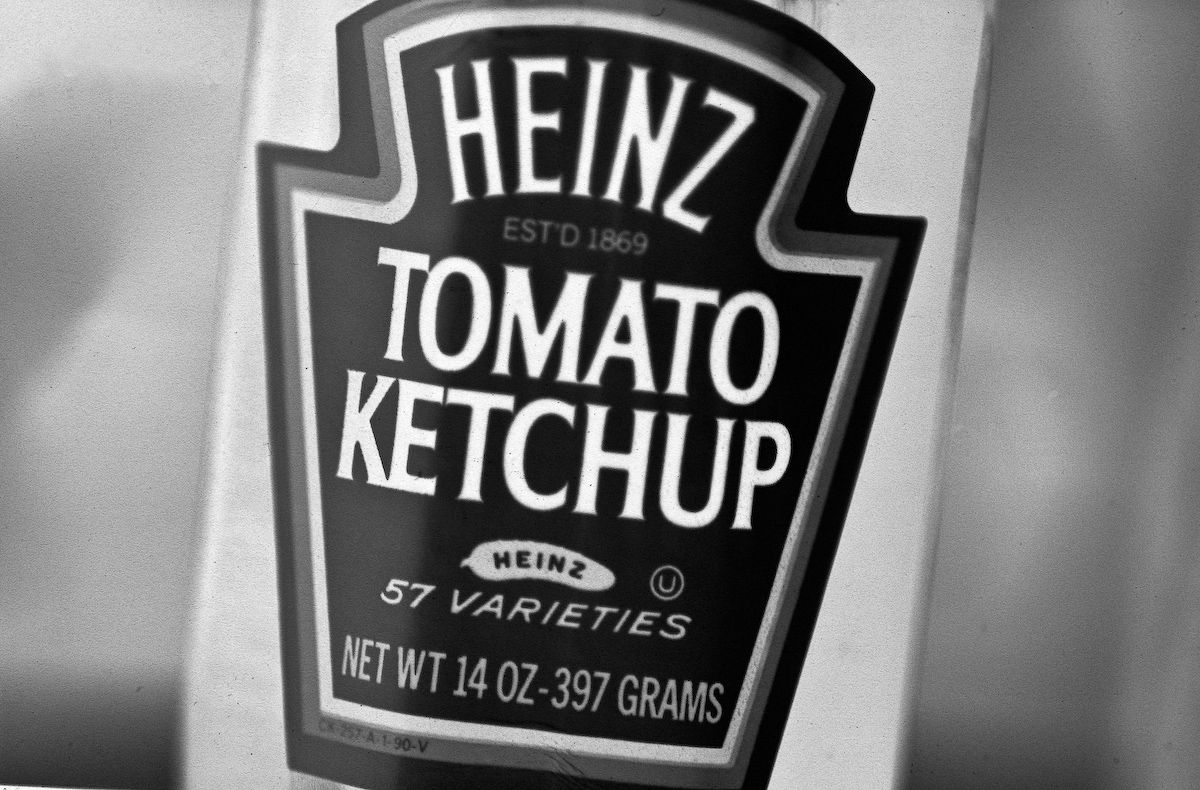 HEINZ
EST'D 1869
TOMATO
KETCHUP
HEINZ
U
57 VARIETIES
NET WT 14 OZ-397 GRAMS